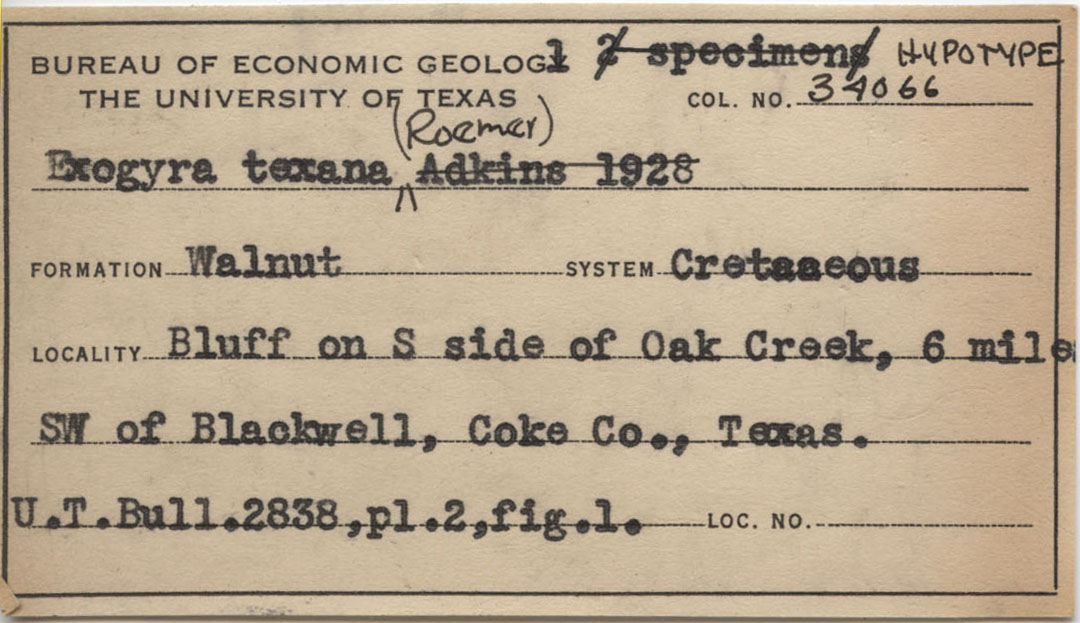 BUREAU OF ECONOMIC GEOLOGY 1 2 specimens HYPOTYPE
THE UNIVERSITY OF TEXAS COL. NO. 34066
(Roemer)
Exogyra texana Adkins 1928
FORMATION Walnut SYSTEM Cretaaeous
LOCALITY Bluff on S side of Oak Creek, 6 miles
SW of Blackwell, Coke Co., Texas.
U.T.Bull.2838,pl.2,fig.1. LOC. NO.